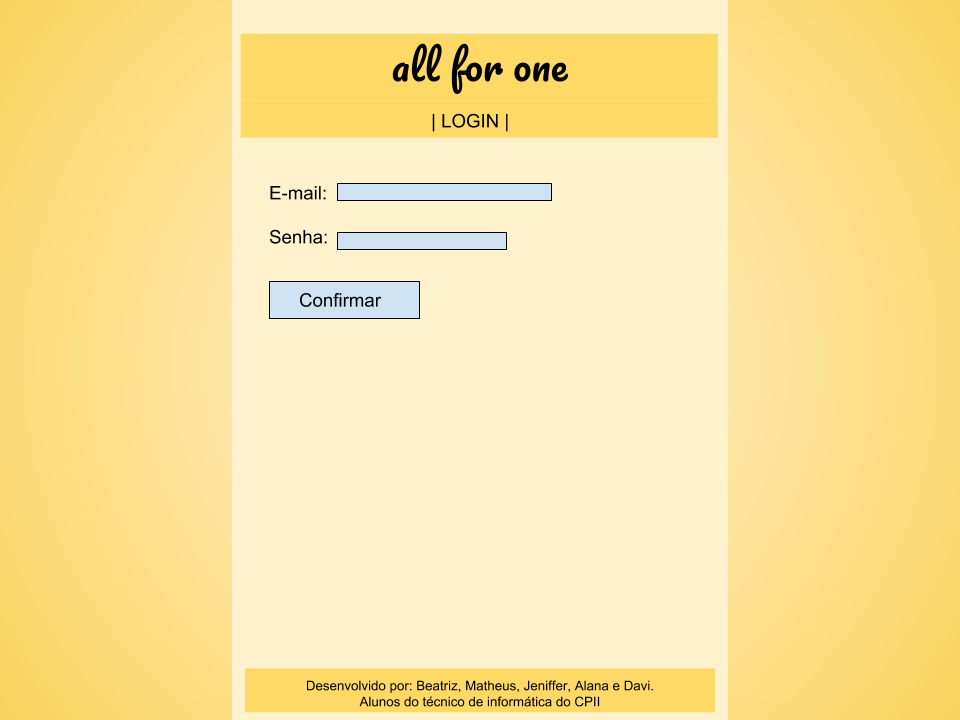 all for one
| LOGIN |
E-mail:
Senha:
Confirmar
Desenvolvido por: Beatriz, Matheus, Jeniffer, Alana e Davi.
Alunos do técnico de informática do CPII